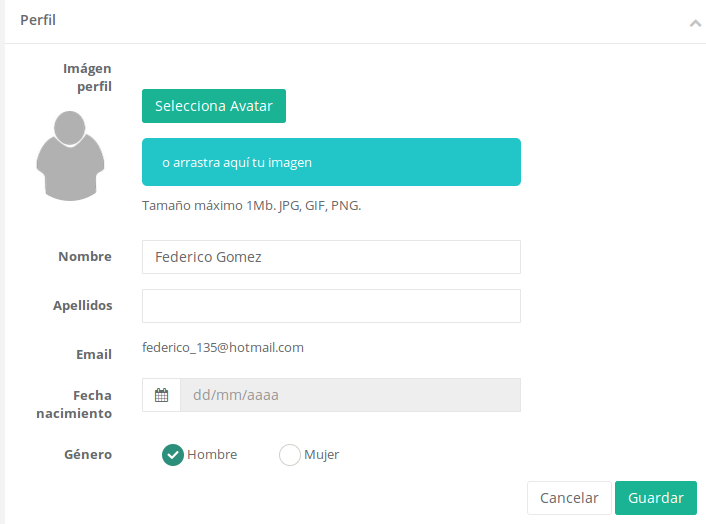 Perfil
Imágen
perfil
Selecciona Avatar
o arrastra aquí tu imagen
Tamaño máximo 1Mb. JPG, GIF, PNG.
Nombre
Federico Gomez
Apellidos
Email
federico_135@hotmail.com
Fecha
nacimiento
dd/mm/aaaa
Género
Hombre
Mujer
Cancelar
Guardar